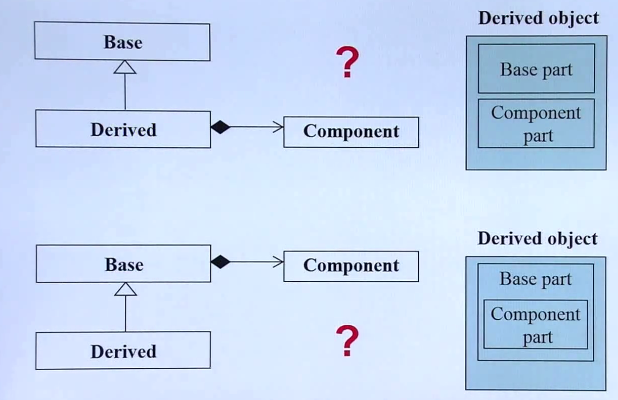 Derived object
Base
?
Base part
Derived
Component
Component
part
Derived object
Base
Component
Base part
Component
part
Derived
?